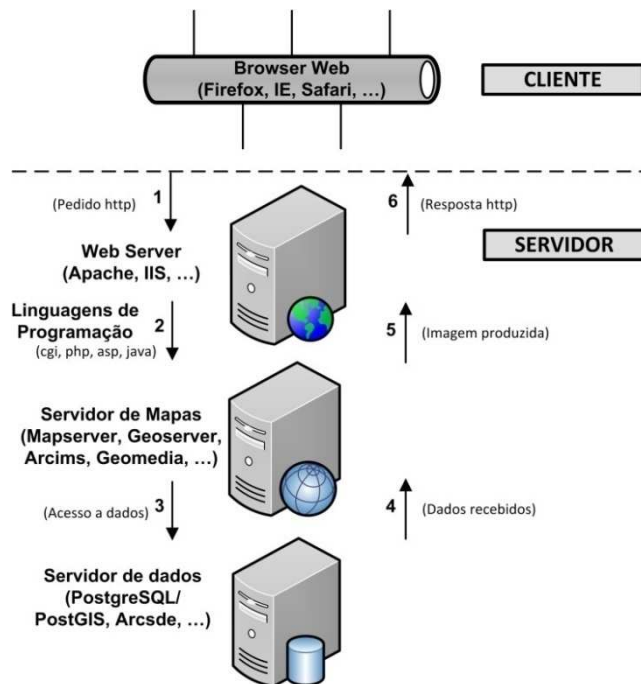 Browser Web
(Firefox, IE, Safari, …)
CLIENTE
1
(Pedido http)
6
(Resposta http)
SERVIDOR
Web Server
(Apache, IIS, …)
Linguagens de
Programação
(cgi, php, asp, java)
2
5
(Imagem produzida)
Servidor de Mapas
(Mapserver, Geoserver,
Arcims, Geomedia, …)
(Acesso a dados)
3
4
(Dados recebidos)
Servidor de dados
(PostgreSQL/
PostGIS, Arcsde, …)